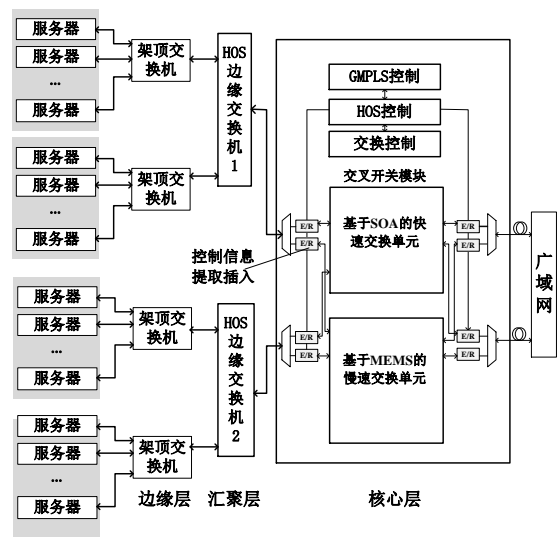 服务器
服务器
...
服务器
架顶交
换机
服务器
服务器
...
服务器
架顶交
换机
HOS
边
缘
交
换
机
1
服务器
服务器
...
服务器
架顶交
换机
服务器
服务器
...
服务器
架顶交
换机
HOS
边
缘
交
换
机
2
GMPLS控制
HOS控制
交换控制
交叉开关模块
基于SOA的快
速交换单元
基于MEMS的
慢速交换单元
E/R
E/R
E/R
E/R
E/R
E/R
E/R
E/R
控制信息
提取插入
广
域
网
边缘层
汇聚层
核心层